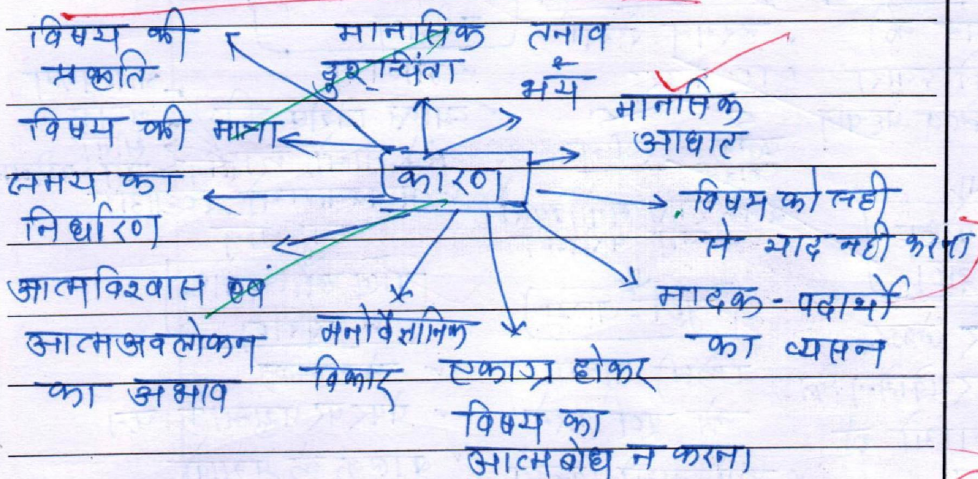 विषय की
प्रकृति
मानसिक तनाव
दुश्चिंता
भय
विषय की मात्रा
मानसिक
आघात
समय का
निर्धारण
कारण
विषय को सही
से याद नही करना
आत्मविश्वास एवं
आत्मअवलोकन
का अभाव
मनोवैज्ञानिक
विकार
एकाग्र होकर
विषय का
आत्मबोध न करना
मादक-पदार्थो
का व्यसन